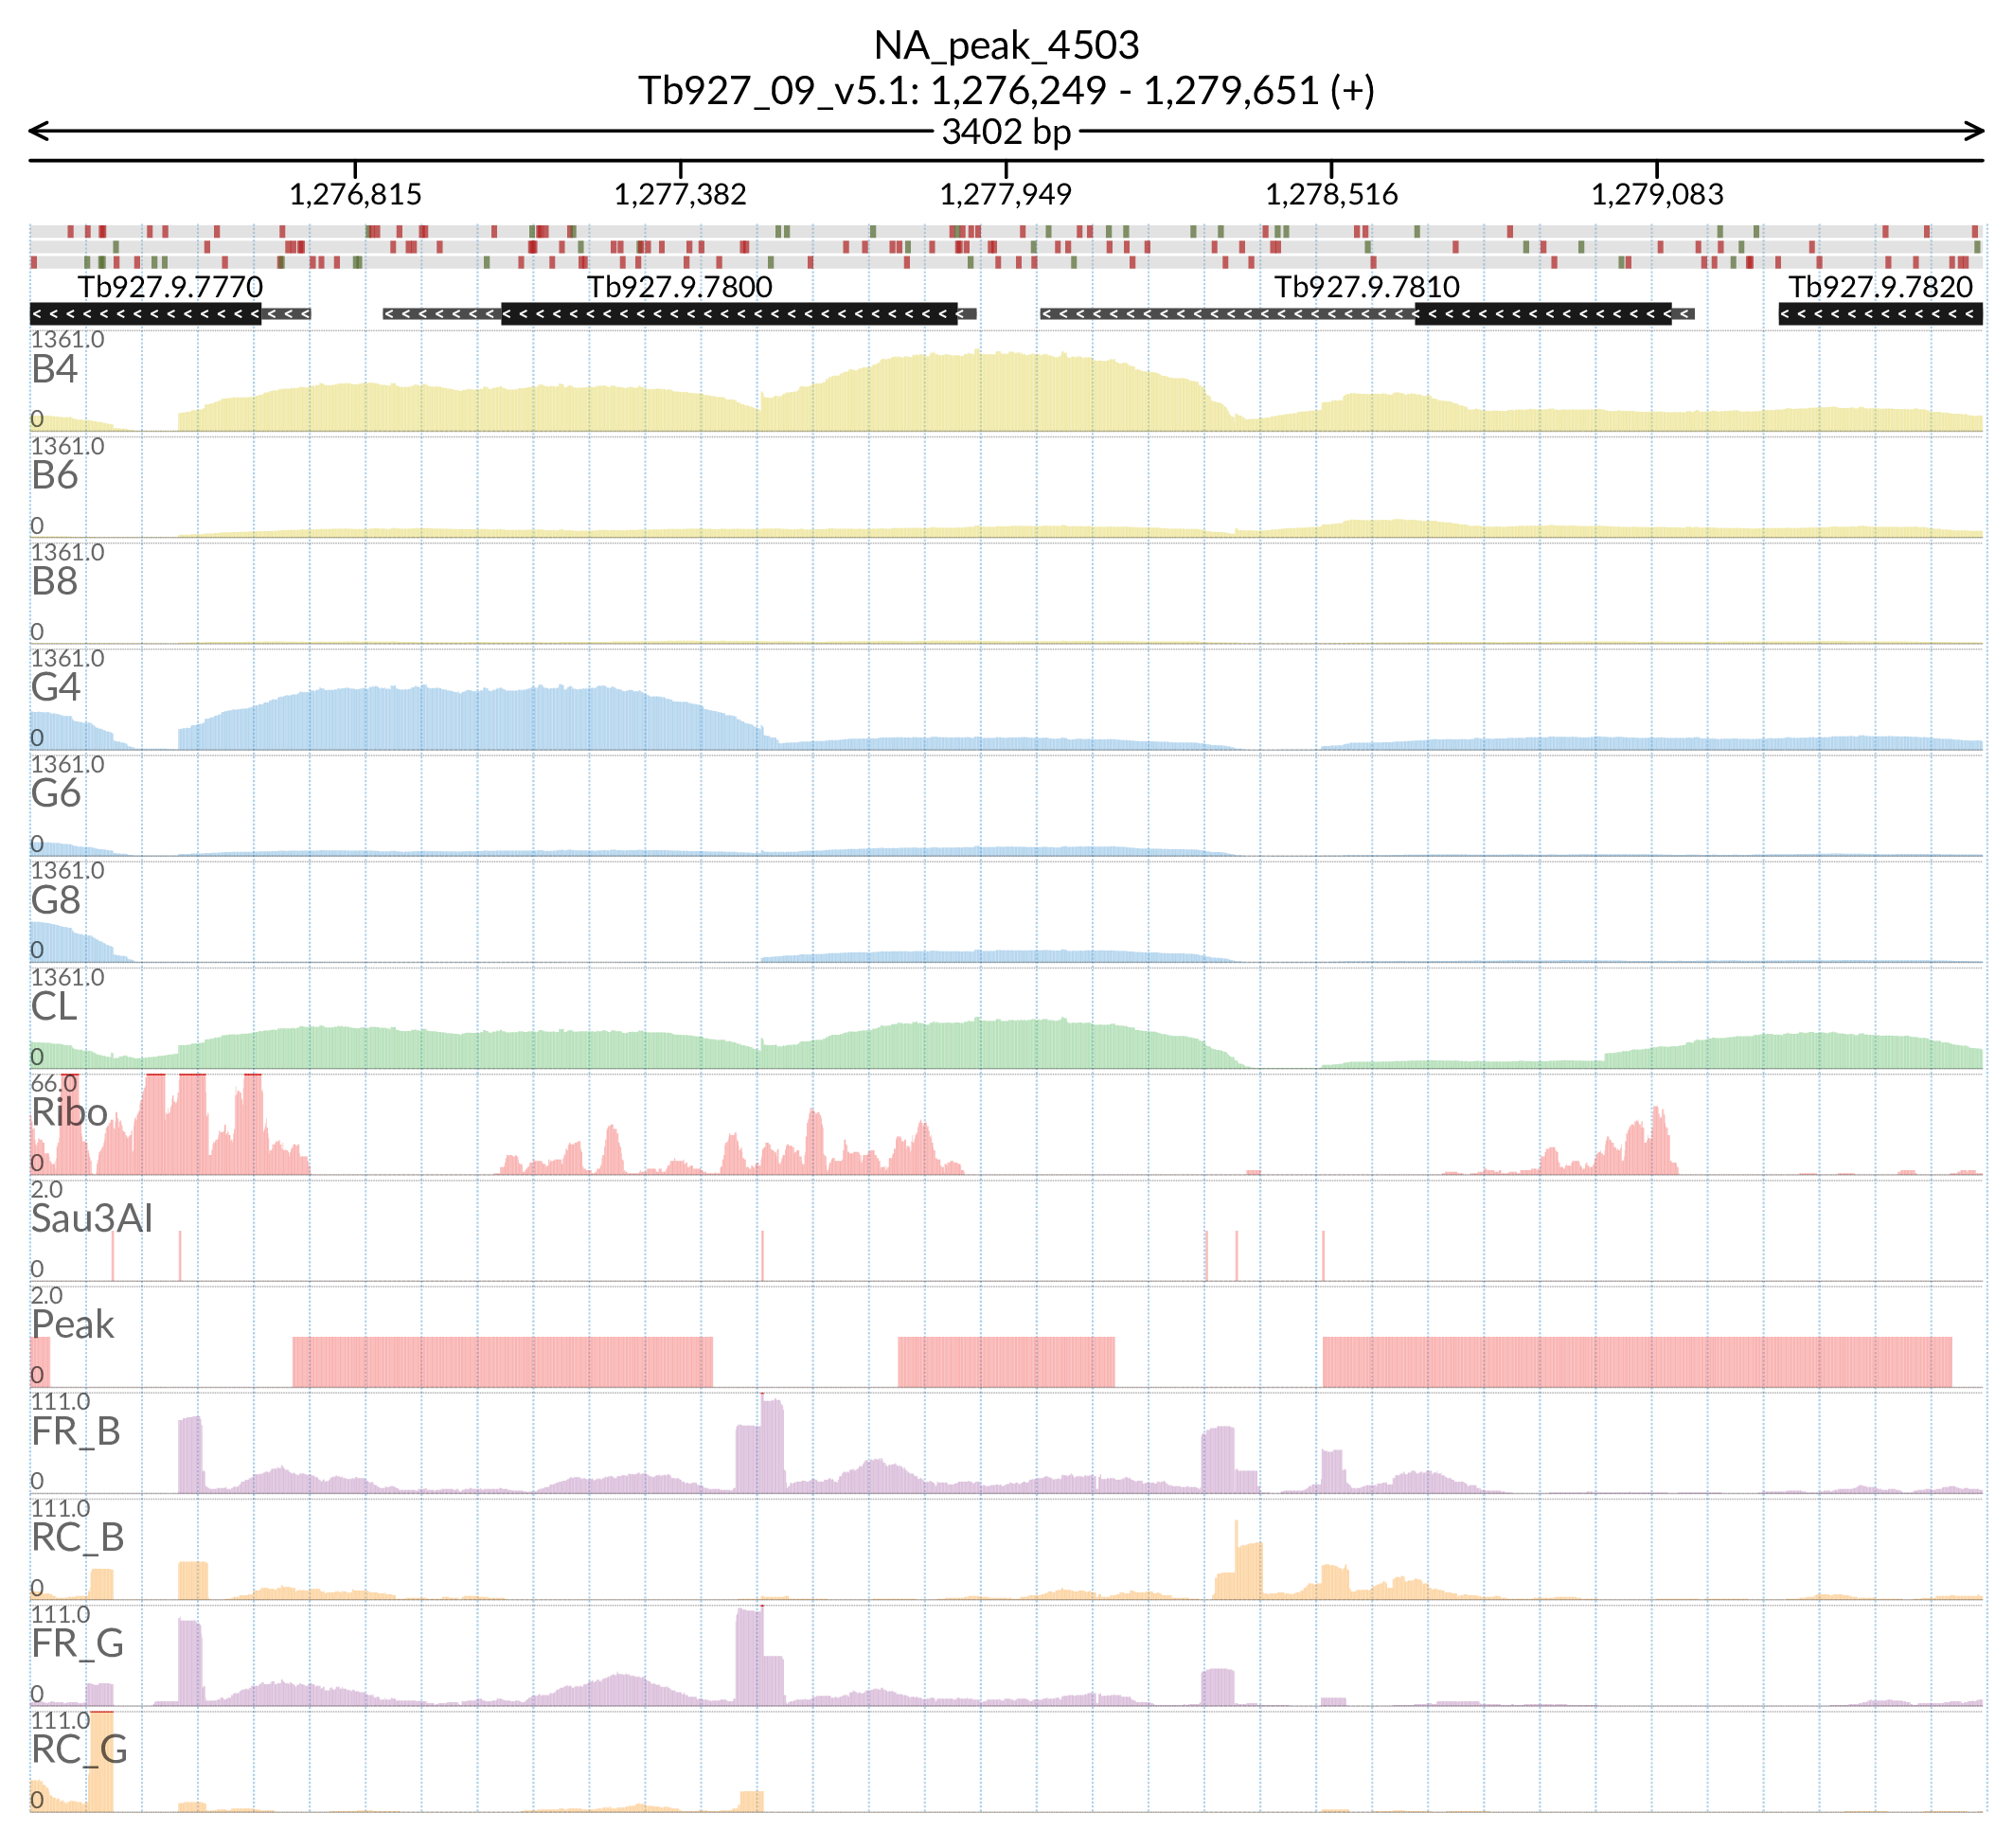 NA_peak_4503
Tb927_09_v5.1: 1,276,249 - 1,279,651 (+)
3402 bp
1,276,815 1,277,382 1,277,949 1,278,516 1,279,083
Tb927.9.7770 Tb927.9.7800 Tb927.9.7810 Tb927.9.7820
1361.0
B4
0
1361.0
B6
0
1361.0
B8
0
1361.0
G4
0
1361.0
G6
0
1361.0
G8
0
1361.0
CL
0
66.0
Ribo
0
2.0
Sau3AI
0
2.0
Peak
0
111.0
FR_B
0
111.0
RC_B
0
111.0
FR_G
0
111.0
RC_G
0